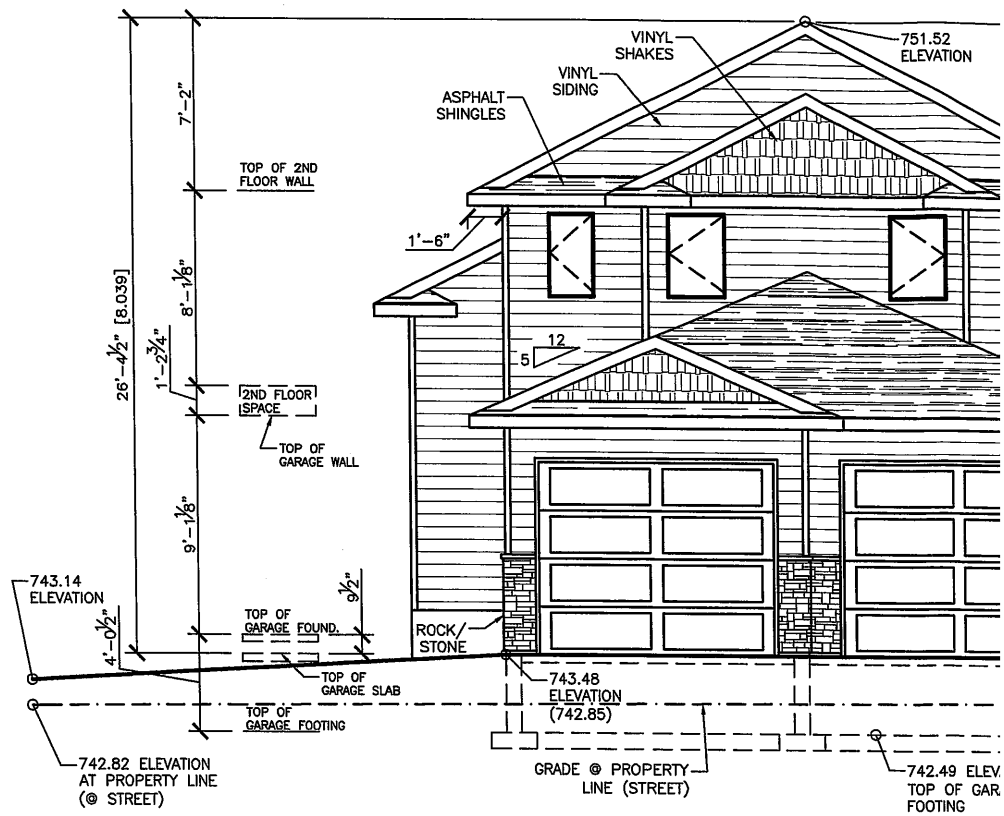 751.52
ELEVATION
VINYL
SHAKES
VINYL
SIDING
ASPHALT
SHINGLES
7'-2"
TOP OF 2ND
FLOOR WALL
1'-6"
8'-1⅛"
26'-4½" [8.039]
1'-2¾"
12
5
2ND FLOOR
SPACE
TOP OF
GARAGE WALL
9'-1⅛"
743.14
ELEVATION
9½"
4'-0½"
TOP OF
GARAGE FOUND.
ROCK/
STONE
TOP OF
GARAGE SLAB
743.48
ELEVATION
(742.85)
TOP OF
GARAGE FOOTING
742.82 ELEVATION
AT PROPERTY LINE
(@ STREET)
GRADE @ PROPERTY
LINE (STREET)
742.49 ELEVA
TOP OF GARA
FOOTING